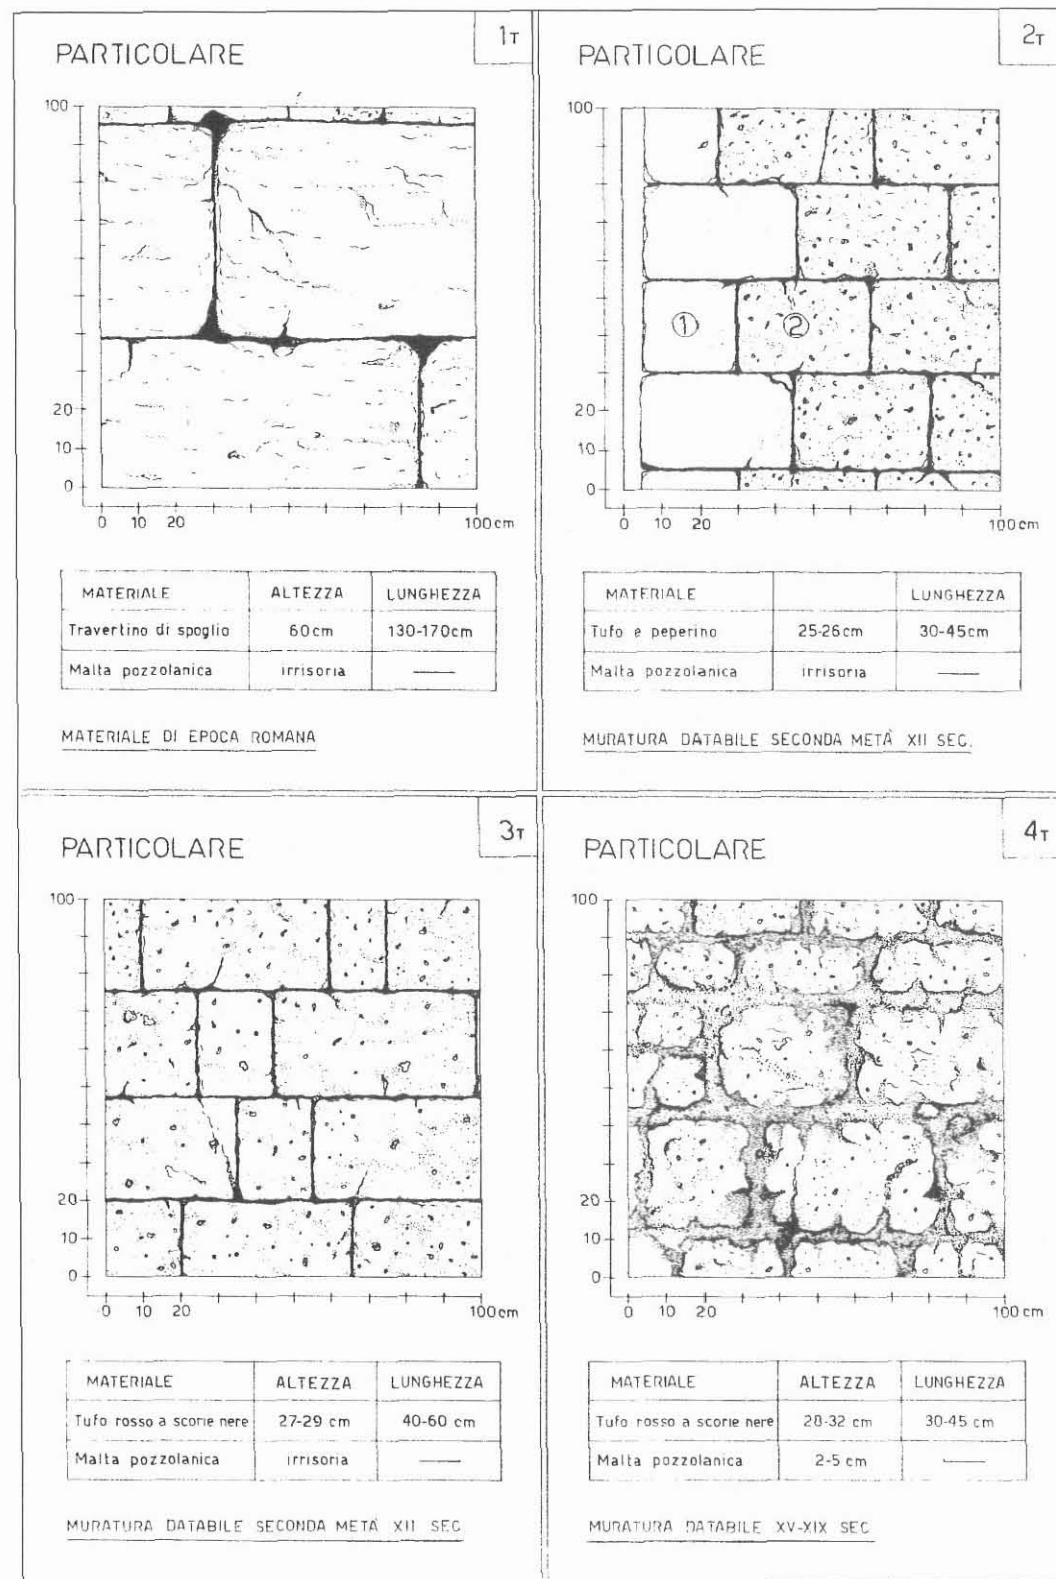 PARTICOLARE
1T
100
20
10
0
0 10 20 100cm
MATERIALE ALTEZZA LUNGHEZZA
Travertino di spoglio 60cm 130-170cm
Malta pozzolanica irrisoria —
MATERIALE DI EPOCA ROMANA
PARTICOLARE
2T
100
1 2
20
10
0
0 10 20 100cm
MATERIALE LUNGHEZZA
Tufo e peperino 25-26cm 30-45cm
Malta pozzolanica irrisoria —
MURATURA DATABILE SECONDA METÀ XII SEC.
PARTICOLARE
3T
100
20
10
0
0 10 20 100cm
MATERIALE ALTEZZA LUNGHEZZA
Tufo rosso a scorie nere 27-29 cm 40-60 cm
Malta pozzolanica irrisoria —
MURATURA DATABILE SECONDA METÀ XII SEC
PARTICOLARE
4T
100
20
10
0
0 10 20 100cm
MATERIALE ALTEZZA LUNGHEZZA
Tufo rosso a scorie nere 28-32 cm 30-45 cm
Malta pozzolanica 2-5 cm —
MURATURA DATABILE XV-XIX SEC